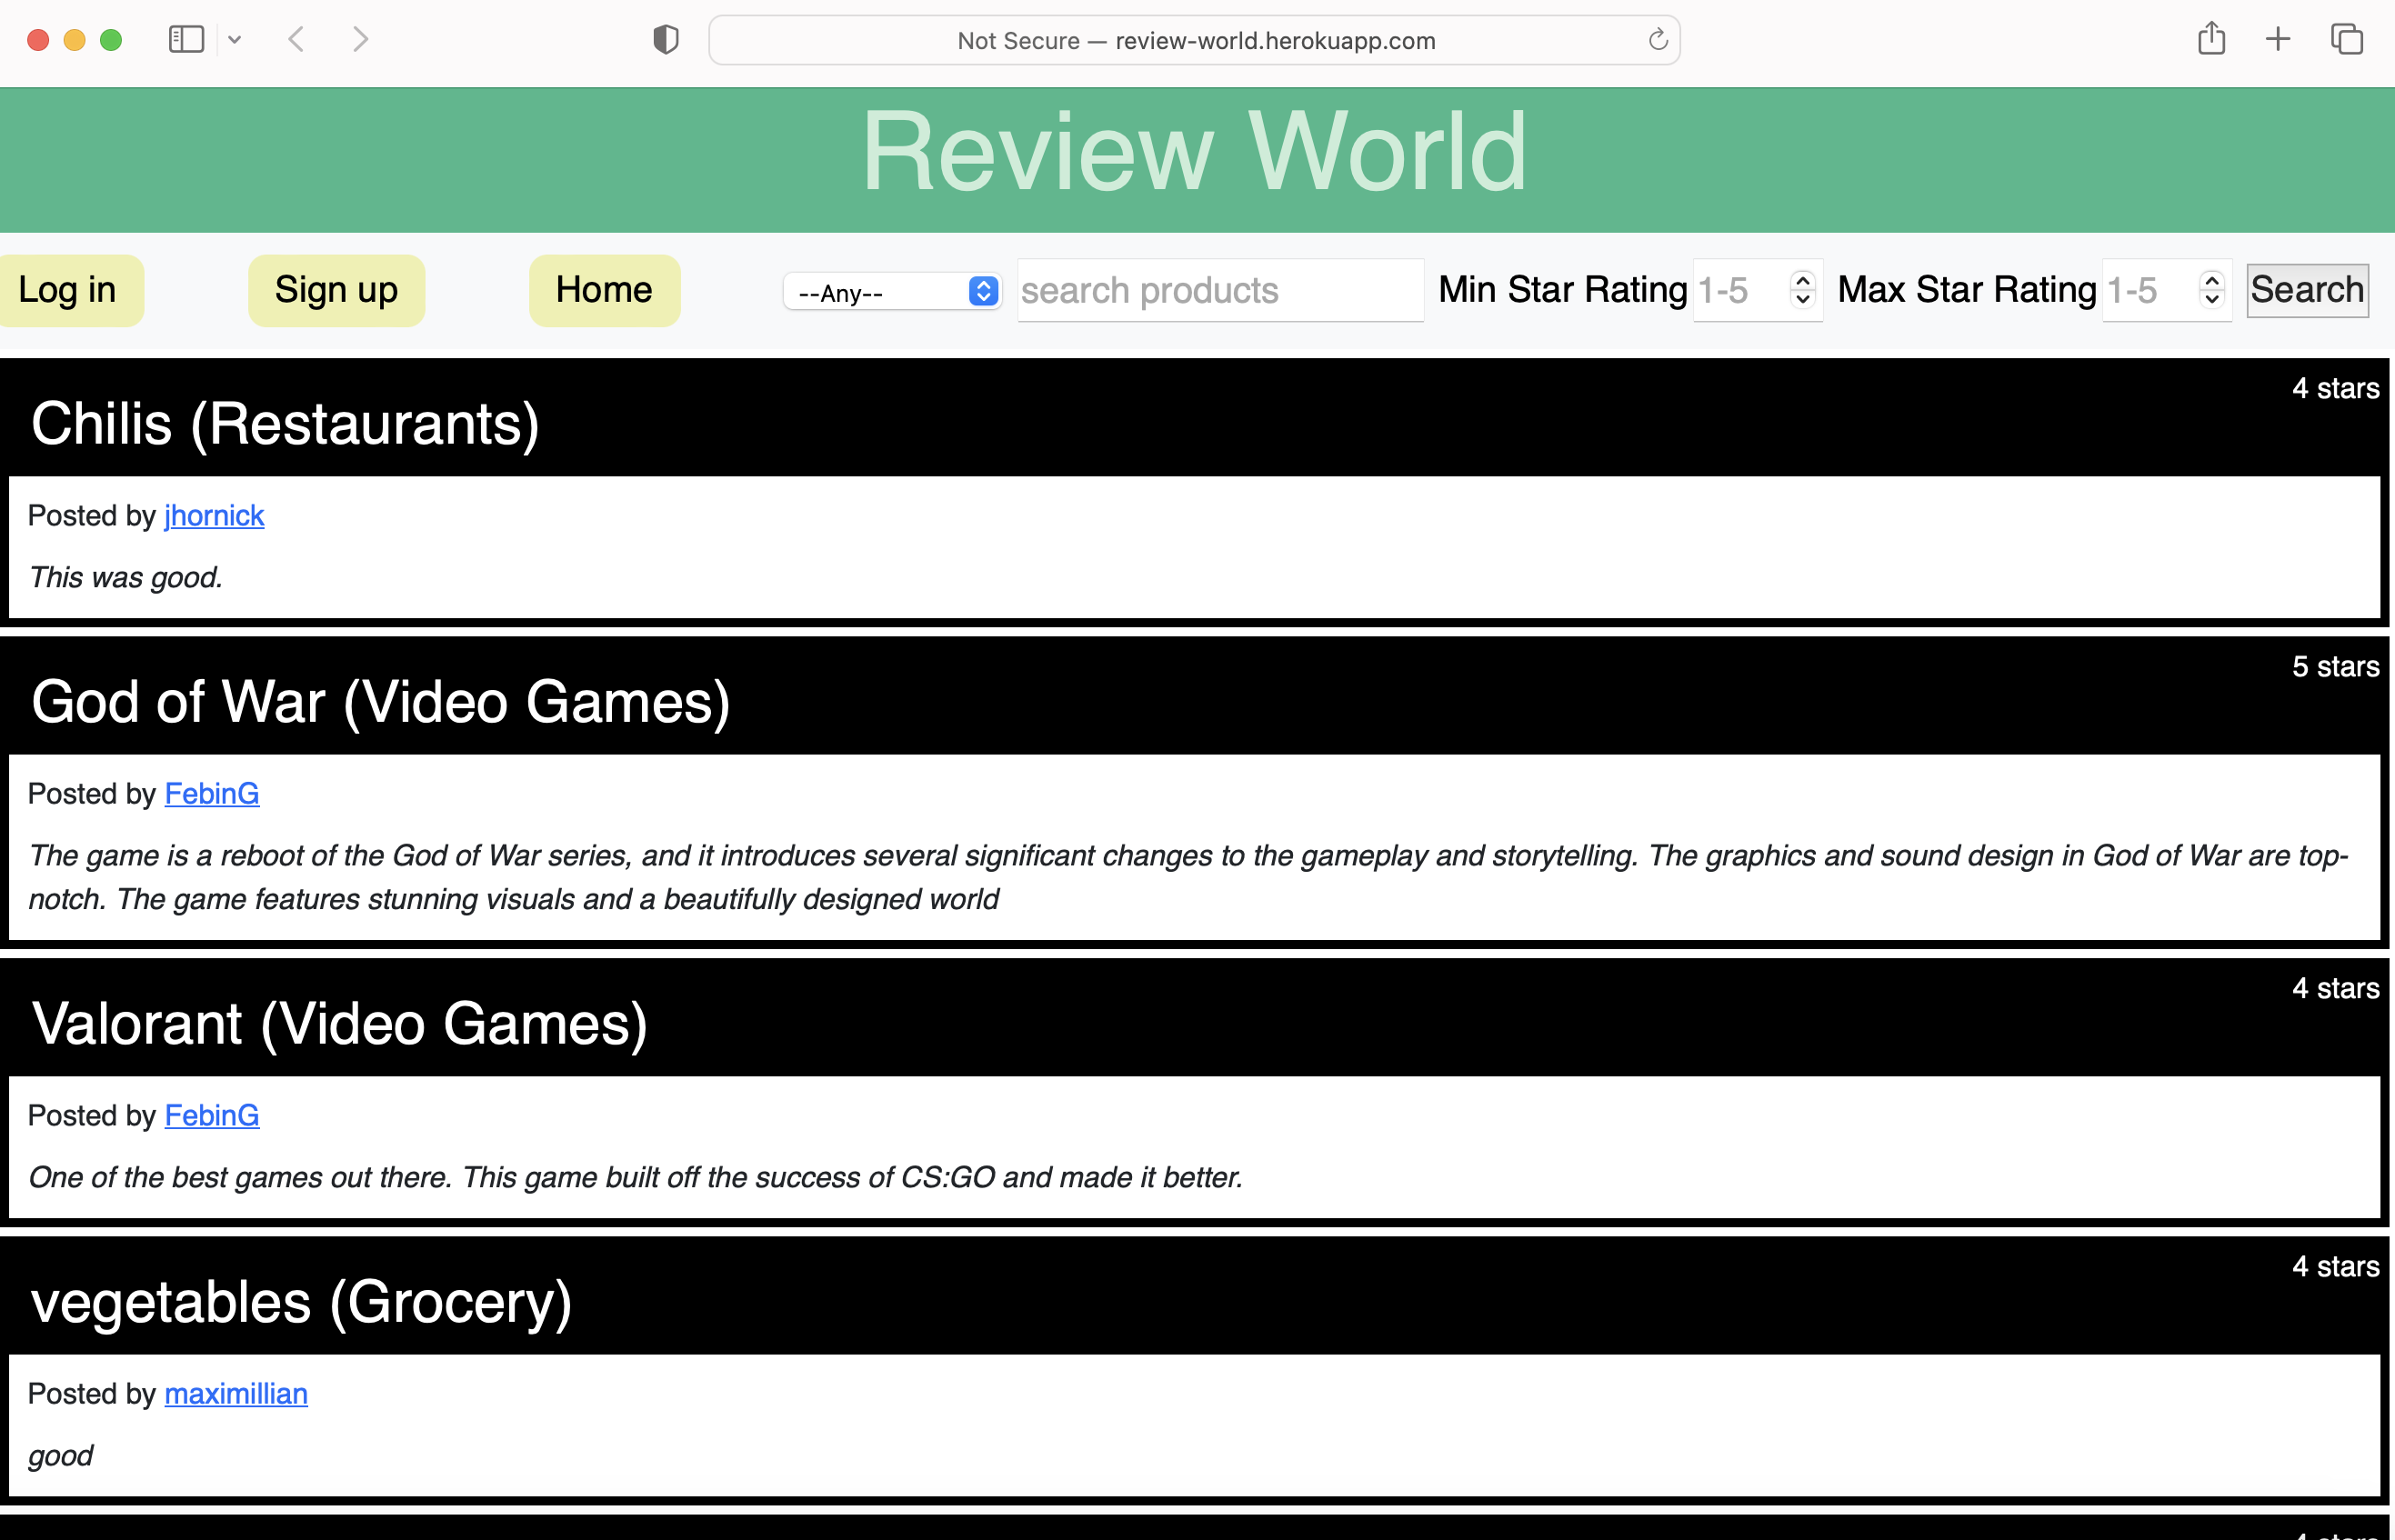 Not Secure — review-world.herokuapp.com
Review World
Log in Sign up Home --Any-- search products Min Star Rating 1-5 Max Star Rating 1-5 Search
4 stars
Chilis (Restaurants)
Posted by jhornick
This was good.
5 stars
God of War (Video Games)
Posted by FebinG
The game is a reboot of the God of War series, and it introduces several significant changes to the gameplay and storytelling. The graphics and sound design in God of War are top-
notch. The game features stunning visuals and a beautifully designed world
4 stars
Valorant (Video Games)
Posted by FebinG
One of the best games out there. This game built off the success of CS:GO and made it better.
4 stars
vegetables (Grocery)
Posted by maximillian
good